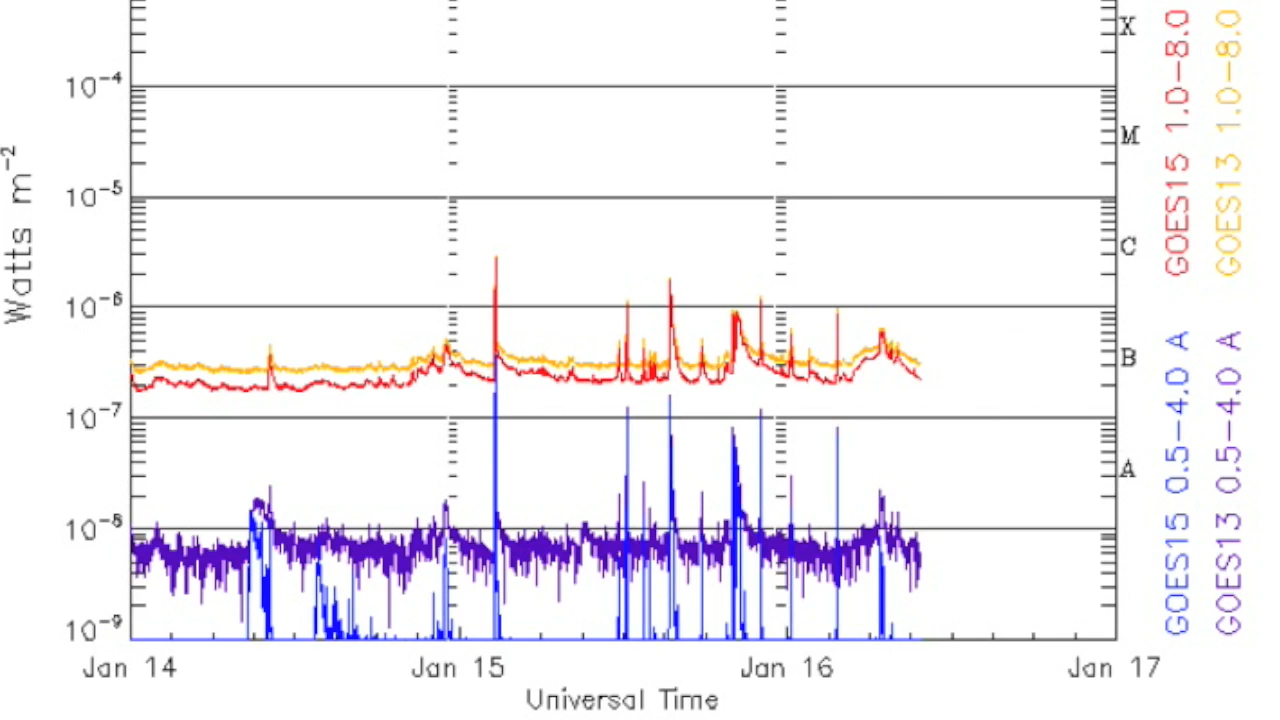 X
10⁻⁴
M
10⁻⁵
C
10⁻⁶
B
10⁻⁷
A
10⁻⁸
10⁻⁹
Watts m⁻²
Jan 14 Jan 15 Jan 16 Jan 17
Universal Time
GOES15 1.0-8.0
GOES13 1.0-8.0
GOES15 0.5-4.0 A
GOES13 0.5-4.0 A